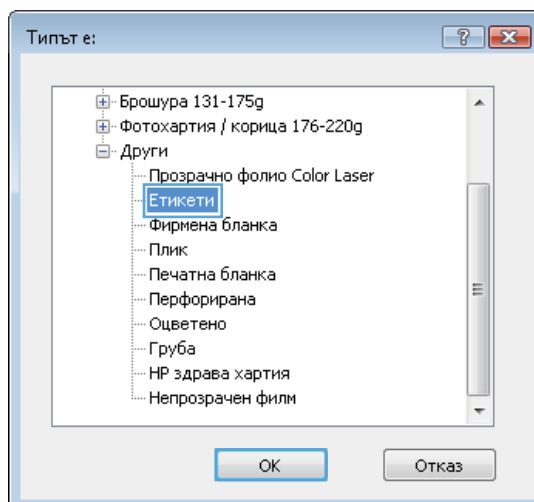 Типът е:
Брошура 131-175g
Фотохартия / корица 176-220g
Други
Прозрачно фолио Color Laser
Етикети
Фирмена бланка
Плик
Печатна бланка
Перфорирана
Оцветено
Груба
HP здрава хартия
Непрозрачен филм
OK
Отказ